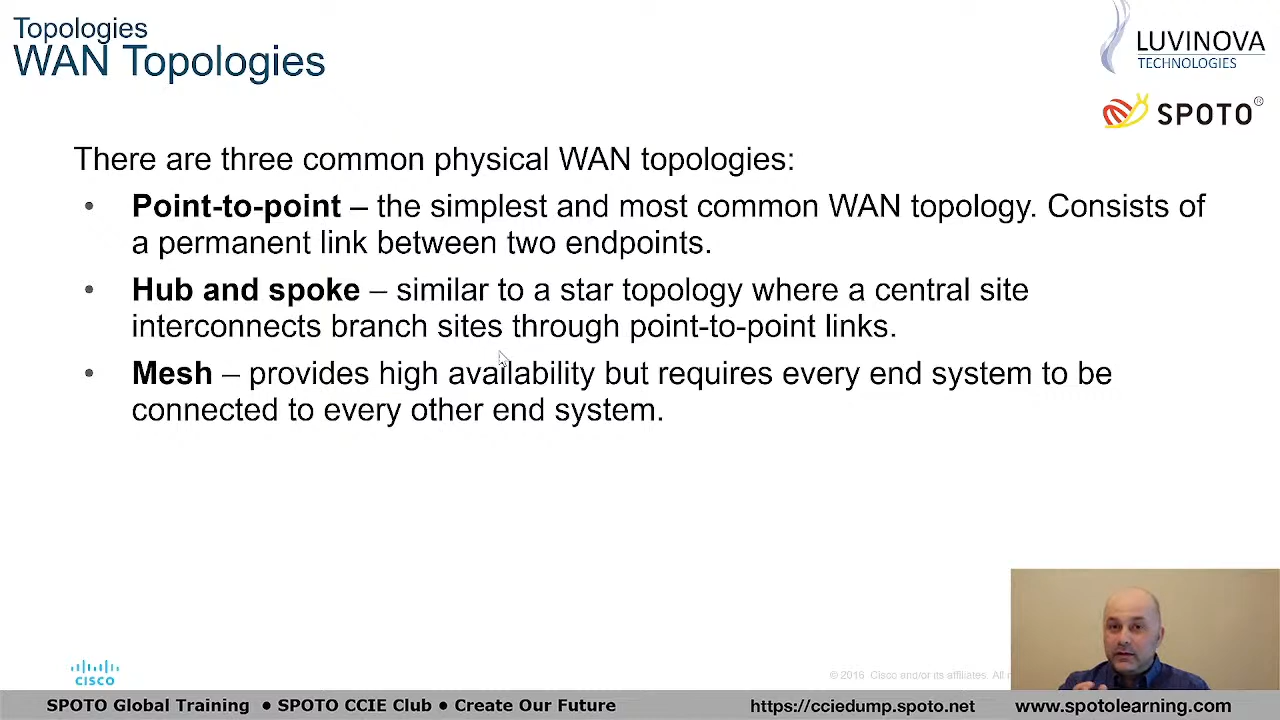 Topologies
WAN Topologies
LUVINOVA
TECHNOLOGIES
SPOTO®
There are three common physical WAN topologies:
• Point-to-point – the simplest and most common WAN topology. Consists of
a permanent link between two endpoints.
• Hub and spoke – similar to a star topology where a central site
interconnects branch sites through point-to-point links.
• Mesh – provides high availability but requires every end system to be
connected to every other end system.
CISCO
© 2016 Cisco and/or its affiliates. All
SPOTO Global Training ● SPOTO CCIE Club ● Create Our Future
https://cciedump.spoto.net
www.spotolearning.com